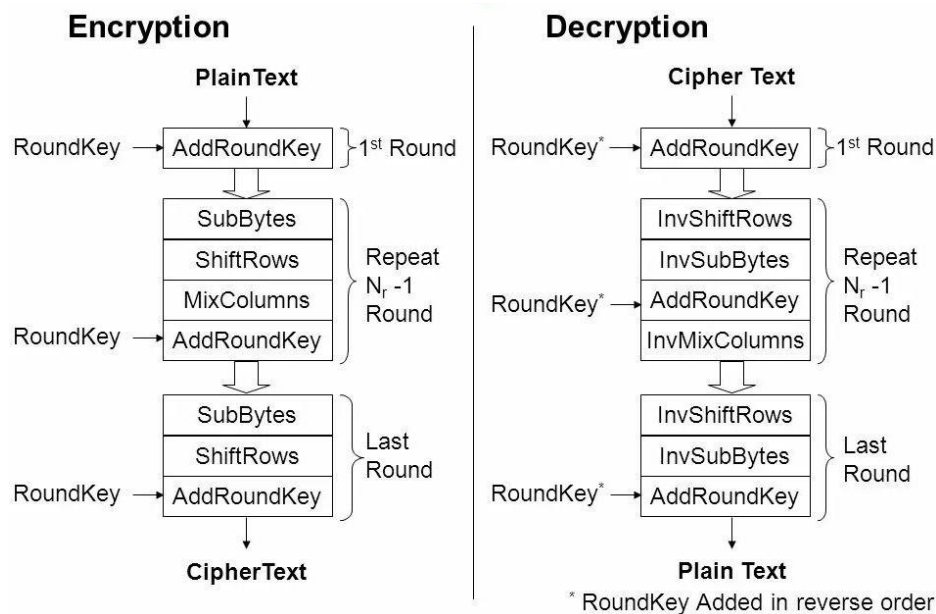 Encryption
PlainText
RoundKey
AddRoundKey
1st Round
SubBytes
ShiftRows
MixColumns
RoundKey
AddRoundKey
Repeat
Nr -1
Round
SubBytes
ShiftRows
RoundKey
AddRoundKey
Last
Round
CipherText
Decryption
Cipher Text
RoundKey*
AddRoundKey
1st Round
InvShiftRows
InvSubBytes
RoundKey*
AddRoundKey
InvMixColumns
Repeat
Nr -1
Round
InvShiftRows
InvSubBytes
RoundKey*
AddRoundKey
Last
Round
Plain Text
* RoundKey Added in reverse order